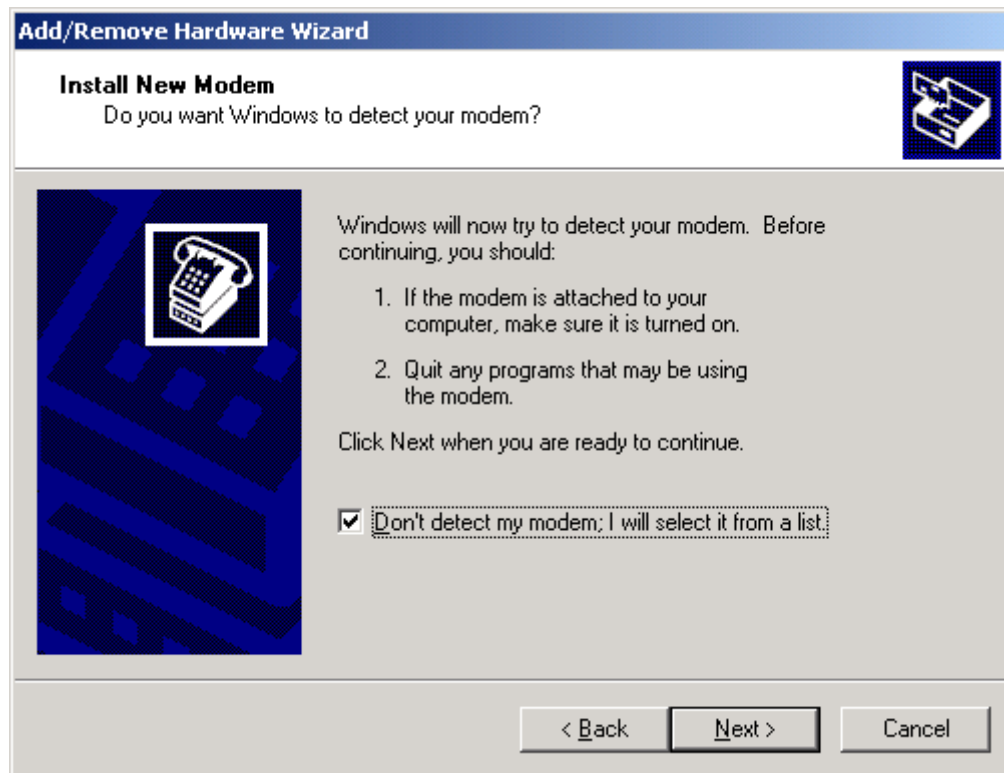 Add/Remove Hardware Wizard
Install New Modem
Do you want Windows to detect your modem?
Windows will now try to detect your modem.  Before
continuing, you should:
1. If the modem is attached to your
computer, make sure it is turned on.
2. Quit any programs that may be using
the modem.
Click Next when you are ready to continue.
Don't detect my modem; I will select it from a list.
< Back
Next >
Cancel